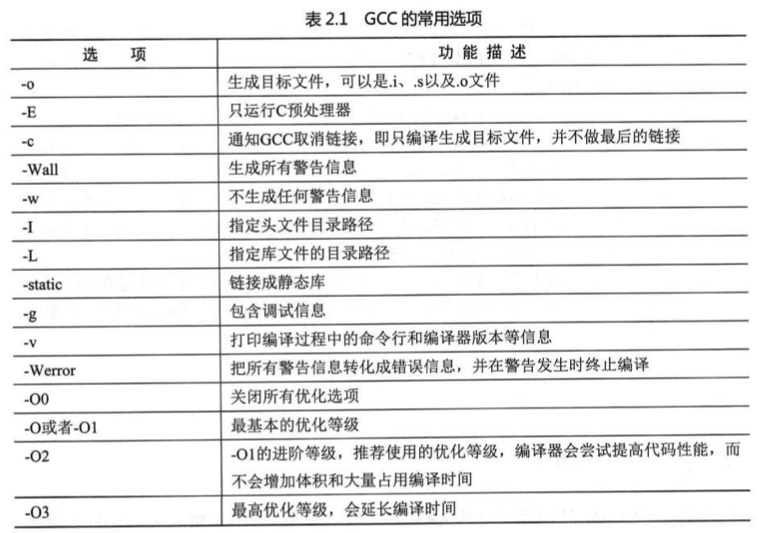 表 2.1 GCC 的常用选项
选 项 功 能 描 述
-o 生成目标文件，可以是.i、.s以及.o文件
-E 只运行C预处理器
-c 通知GCC取消链接，即只编译生成目标文件，并不做最后的链接
-Wall 生成所有警告信息
-w 不生成任何警告信息
-I 指定头文件目录路径
-L 指定库文件的目录路径
-static 链接成静态库
-g 包含调试信息
-v 打印编译过程中的命令行和编译器版本等信息
-Werror 把所有警告信息转化成错误信息，并在警告发生时终止编译
-O0 关闭所有优化选项
-O或者-O1 最基本的优化等级
-O2 -O1的进阶等级，推荐使用的优化等级，编译器会尝试提高代码性能，而
不会增加体积和大量占用编译时间
-O3 最高优化等级，会延长编译时间